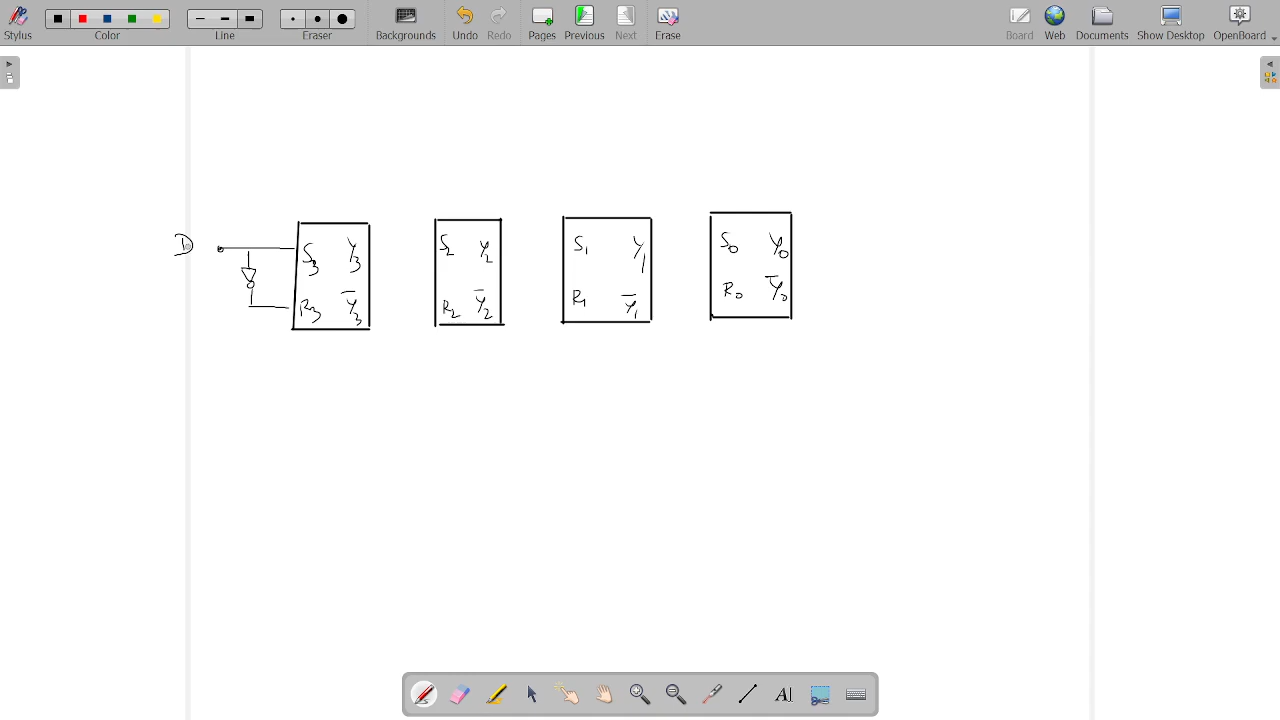 Stylus Color Line Eraser Backgrounds Undo Redo Pages Previous Next Erase Board Web Documents Show Desktop OpenBoard
D S3 Y3 S2 Y2 S1 Y1 S0 Y0
R3 Y̅3 R2 Y̅2 R1 Y̅1 R0 Y̅0
A